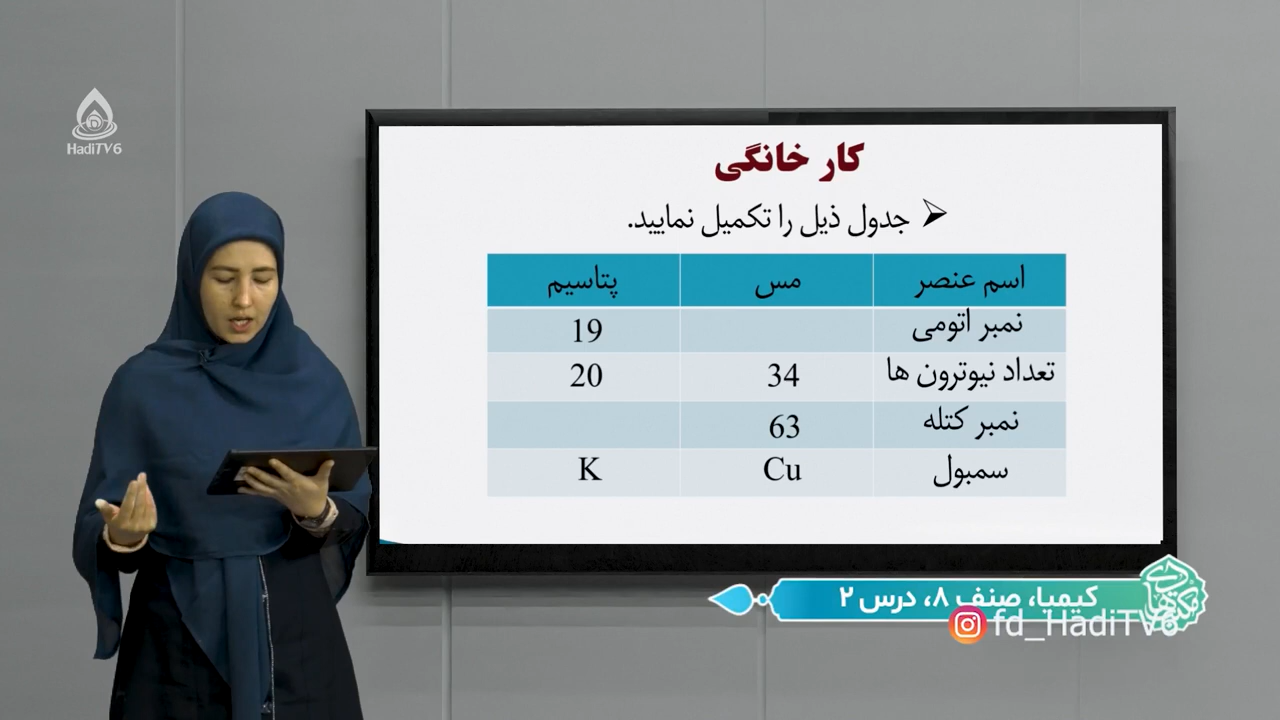 HadiTV6
کار خانگی
جدول ذیل را تکمیل نمایید.
اسم عنصر مس پتاسیم
نمبر اتومی 19
تعداد نیوترون ها 34 20
نمبر کتله 63
سمبول Cu K
کیمیا، صنف ۸، درس ۲
fd_HadiTV6